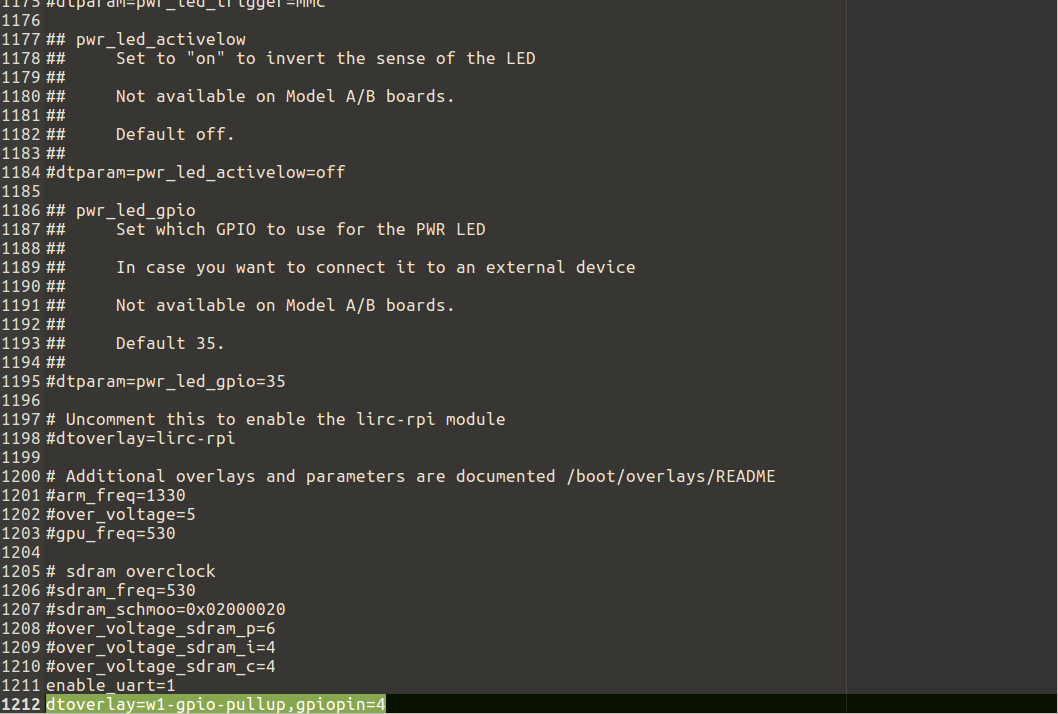 1175 #dtparam=pwr_led_trigger=mmc
1176
1177 ## pwr_led_activelow
1178 ##     Set to "on" to invert the sense of the LED
1179 ##
1180 ##     Not available on Model A/B boards.
1181 ##
1182 ##     Default off.
1183 ##
1184 #dtparam=pwr_led_activelow=off
1185
1186 ## pwr_led_gpio
1187 ##     Set which GPIO to use for the PWR LED
1188 ##
1189 ##     In case you want to connect it to an external device
1190 ##
1191 ##     Not available on Model A/B boards.
1192 ##
1193 ##     Default 35.
1194 ##
1195 #dtparam=pwr_led_gpio=35
1196
1197 # Uncomment this to enable the lirc-rpi module
1198 #dtoverlay=lirc-rpi
1199
1200 # Additional overlays and parameters are documented /boot/overlays/README
1201 #arm_freq=1330
1202 #over_voltage=5
1203 #gpu_freq=530
1204
1205 # sdram overclock
1206 #sdram_freq=530
1207 #sdram_schmoo=0x02000020
1208 #over_voltage_sdram_p=6
1209 #over_voltage_sdram_i=4
1210 #over_voltage_sdram_c=4
1211 enable_uart=1
1212 dtoverlay=w1-gpio-pullup,gpiopin=4